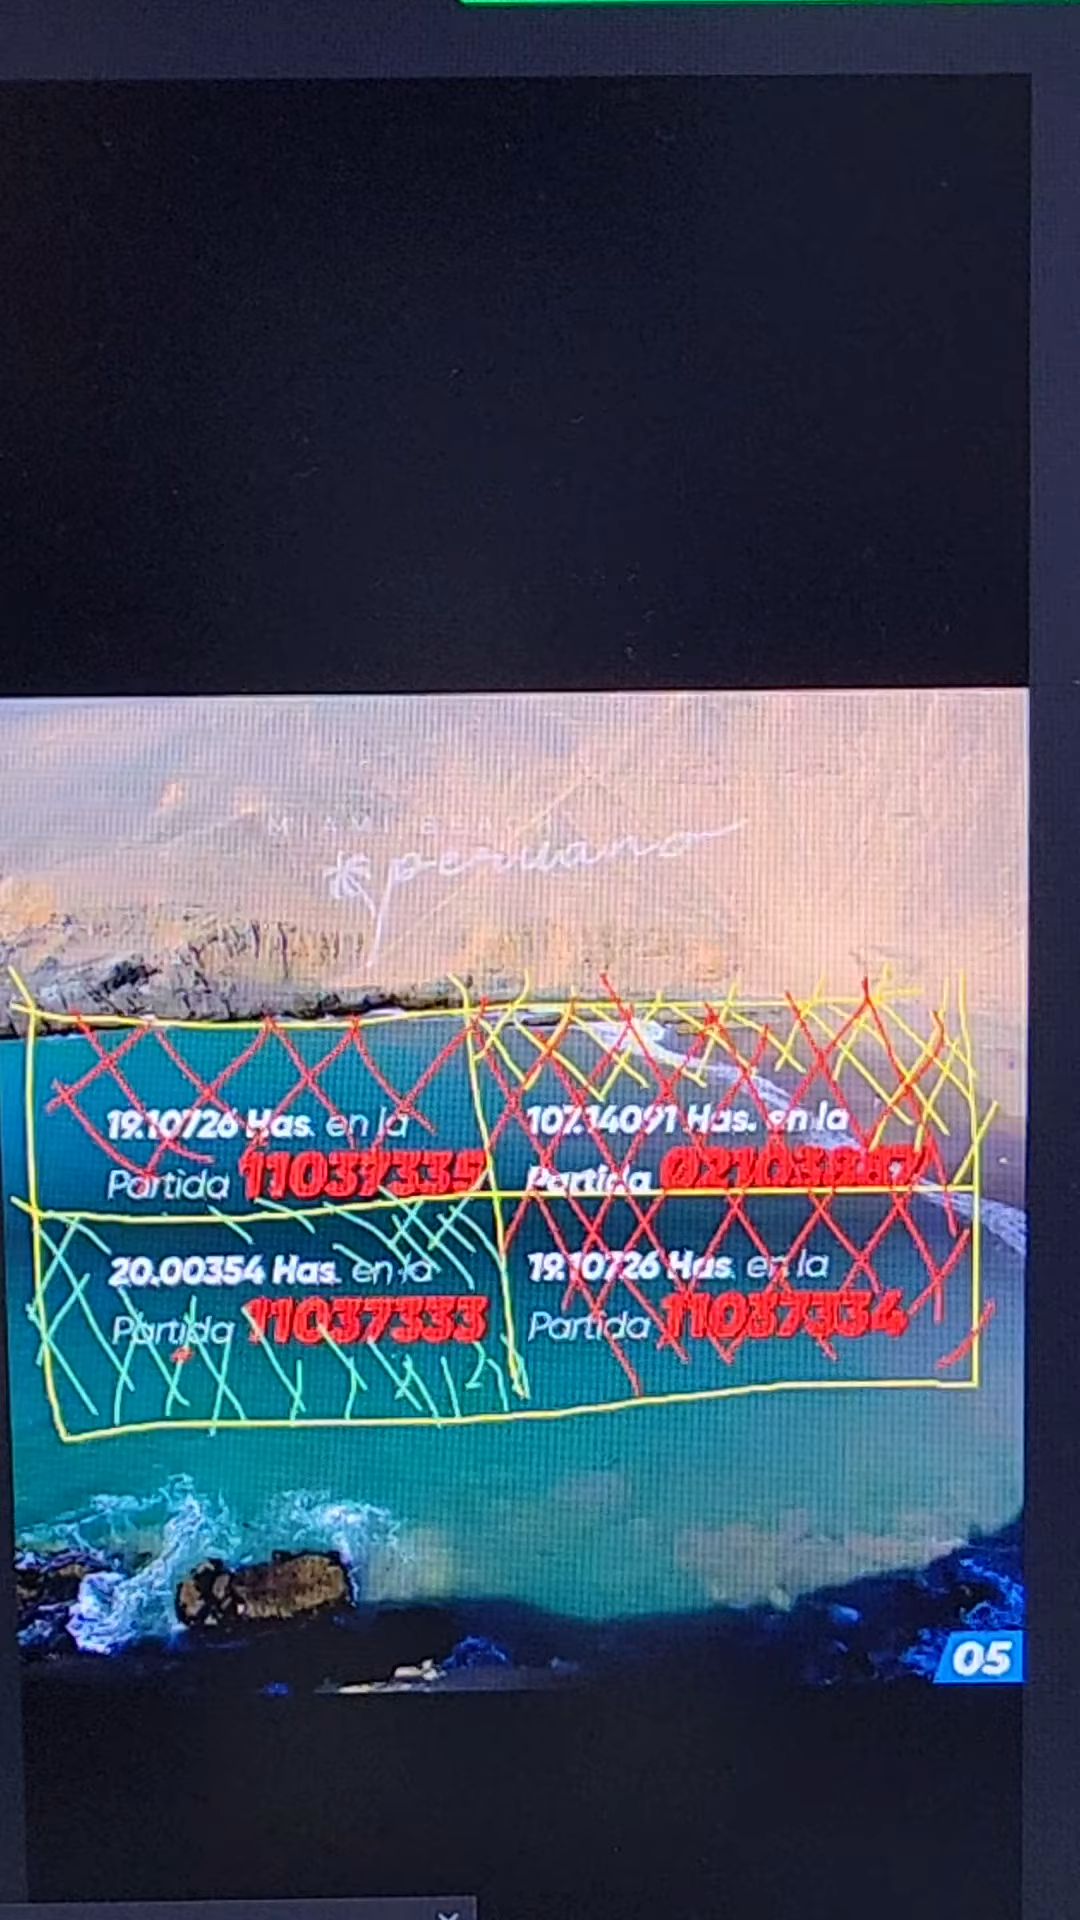 MIAMI BEACH
peruano
19.10726 Has. en la
Partida 11037335
107.14091 Has. en la
Partida
20.00354 Has. en la
Partida 11037333
19.10726 Has. en la
Partida 11037334
05